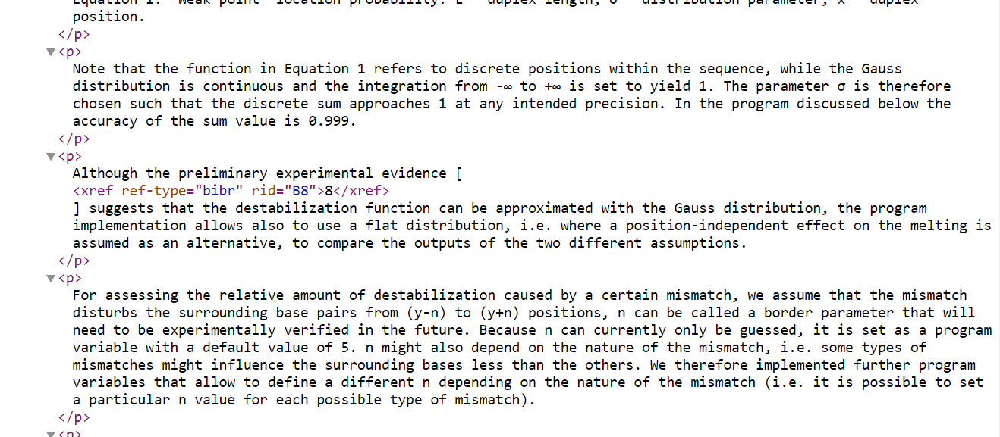 position.
</p>
▼<p>
Note that the function in Equation 1 refers to discrete positions within the sequence, while the Gauss
distribution is continuous and the integration from -∞ to +∞ is set to yield 1. The parameter σ is therefore
chosen such that the discrete sum approaches 1 at any intended precision. In the program discussed below the
accuracy of the sum value is 0.999.
</p>
▼<p>
Although the preliminary experimental evidence [
<xref ref-type="bibr" rid="B8">8</xref>
] suggests that the destabilization function can be approximated with the Gauss distribution, the program
implementation allows also to use a flat distribution, i.e. where a position-independent effect on the melting is
assumed as an alternative, to compare the outputs of the two different assumptions.
</p>
▼<p>
For assessing the relative amount of destabilization caused by a certain mismatch, we assume that the mismatch
disturbs the surrounding base pairs from (y-n) to (y+n) positions, n can be called a border parameter that will
need to be experimentally verified in the future. Because n can currently only be guessed, it is set as a program
variable with a default value of 5. n might also depend on the nature of the mismatch, i.e. some types of
mismatches might influence the surrounding bases less than the others. We therefore implemented further program
variables that allow to define a different n depending on the nature of the mismatch (i.e. it is possible to set
a particular n value for each possible type of mismatch).
</p>
▼<p>